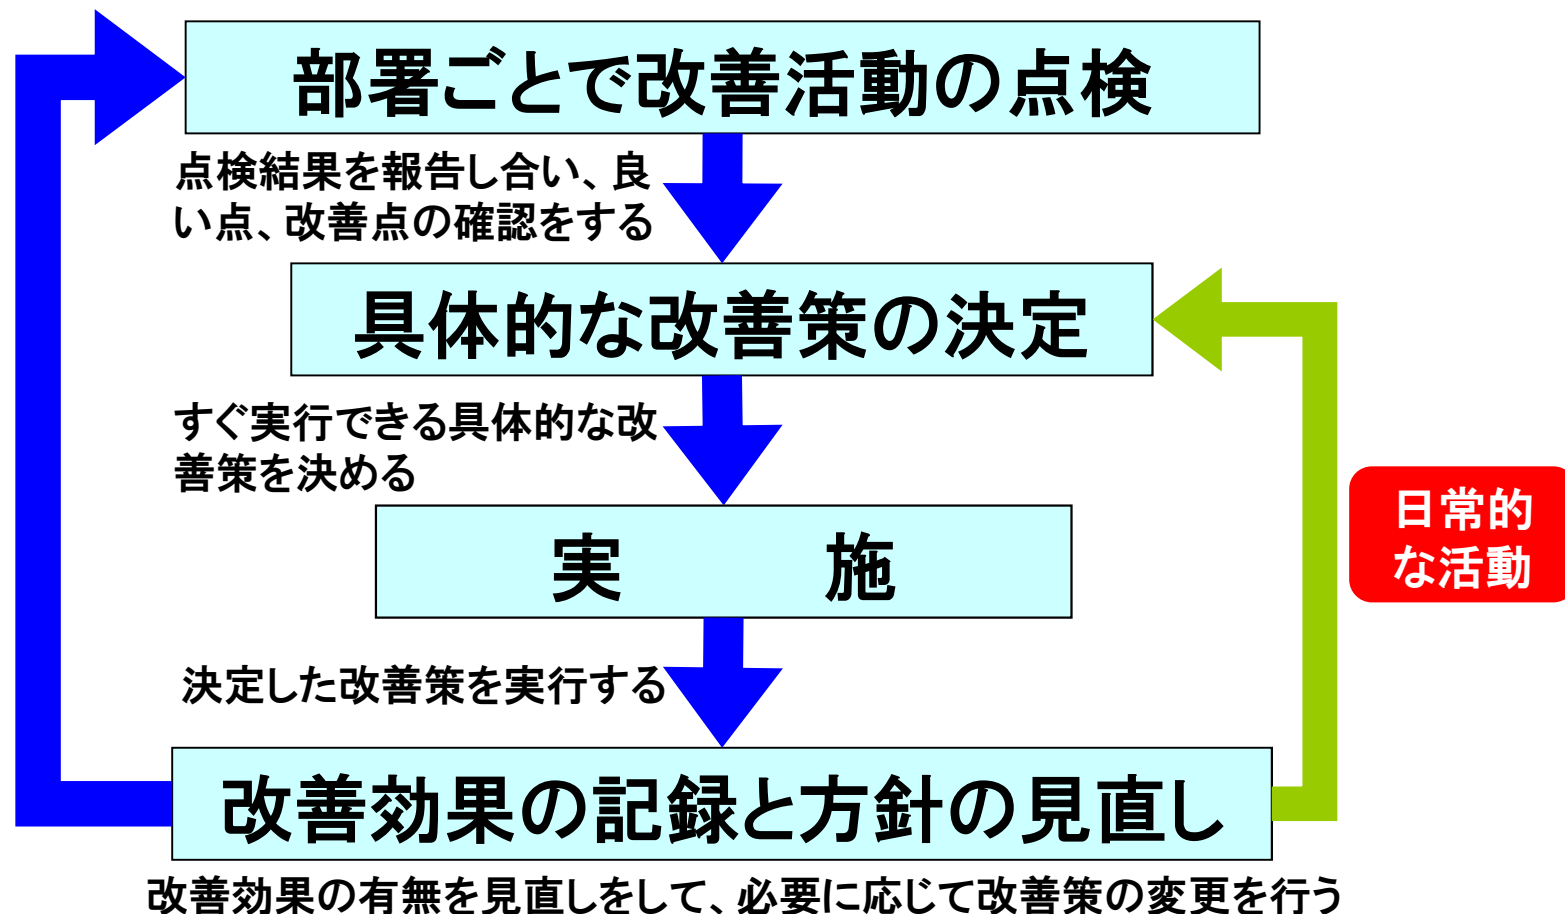 部署ごとで改善活動の点検
点検結果を報告し合い、良
い点、改善点の確認をする
具体的な改善策の決定
すぐ実行できる具体的な改
善策を決める
実　　　施
日常的
な活動
決定した改善策を実行する
改善効果の記録と方針の見直し
改善効果の有無を見直しをして、必要に応じて改善策の変更を行う